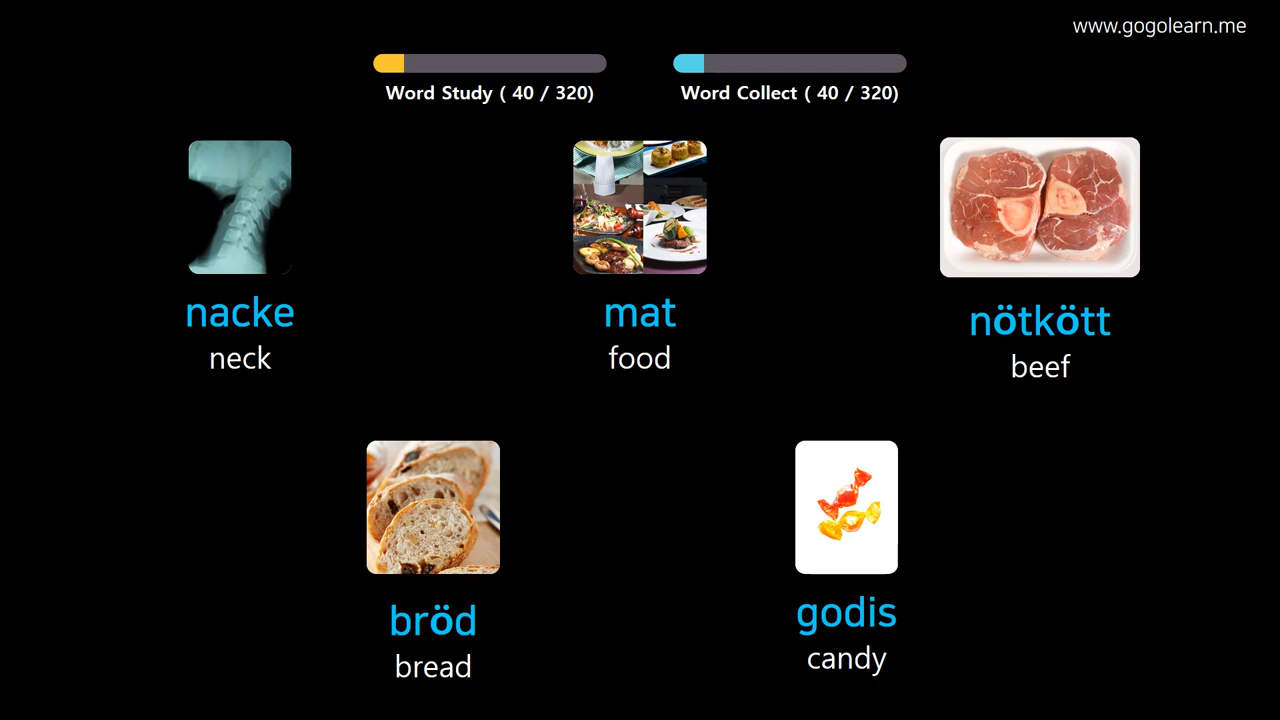 www.gogolearn.me
Word Study ( 40 / 320)
Word Collect ( 40 / 320)
nacke
neck
mat
food
nötkött
beef
bröd
bread
godis
candy